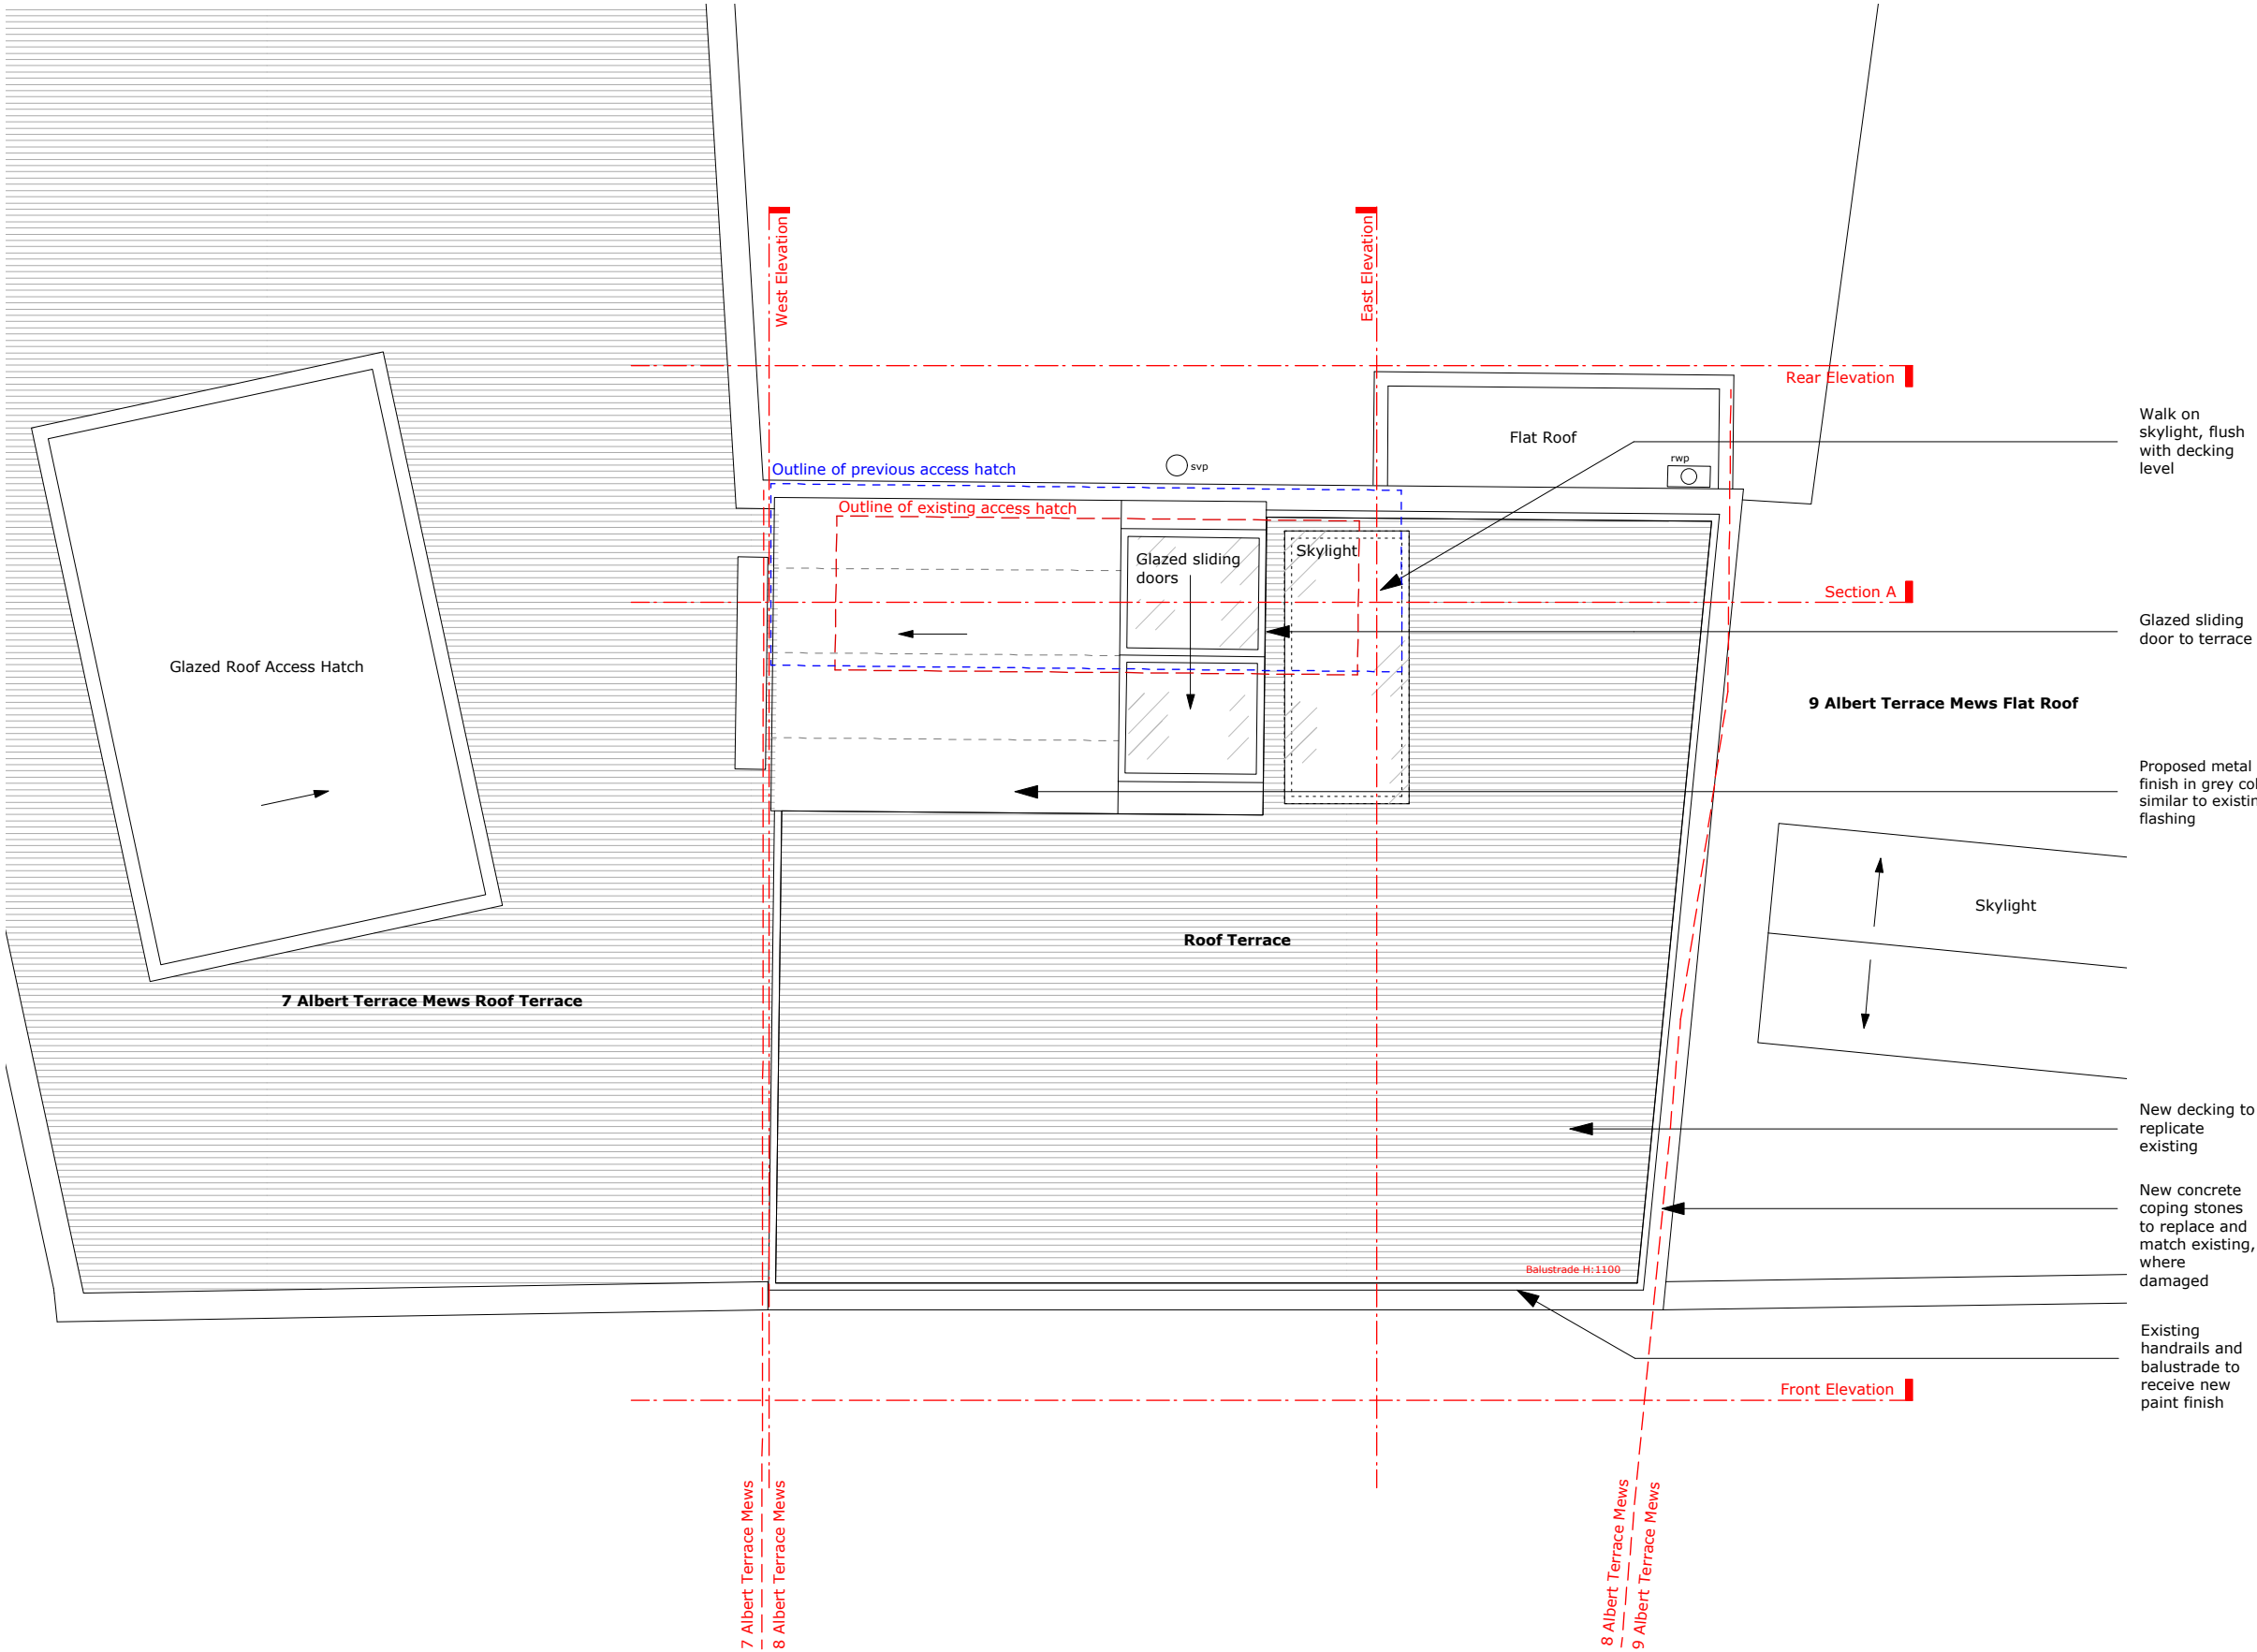 West Elevation
East Elevation
Rear Elevation
Flat Roof
rwp
svp
Outline of previous access hatch
Outline of existing access hatch
Glazed sliding
doors
Skylight
Section A
Glazed Roof Access Hatch
9 Albert Terrace Mews Flat Roof
Skylight
Roof Terrace
7 Albert Terrace Mews Roof Terrace
Balustrade H:1100
Front Elevation
7 Albert Terrace Mews
8 Albert Terrace Mews
8 Albert Terrace Mews
9 Albert Terrace Mews
Walk on
skylight, flush
with decking
level
Glazed sliding
door to terrace
Proposed metal
finish in grey
similar to
flashing
New decking to
replicate
existing
New concrete
coping stones
to replace and
match existing,
where
damaged
Existing
handrails and
balustrade to
receive new
paint finish